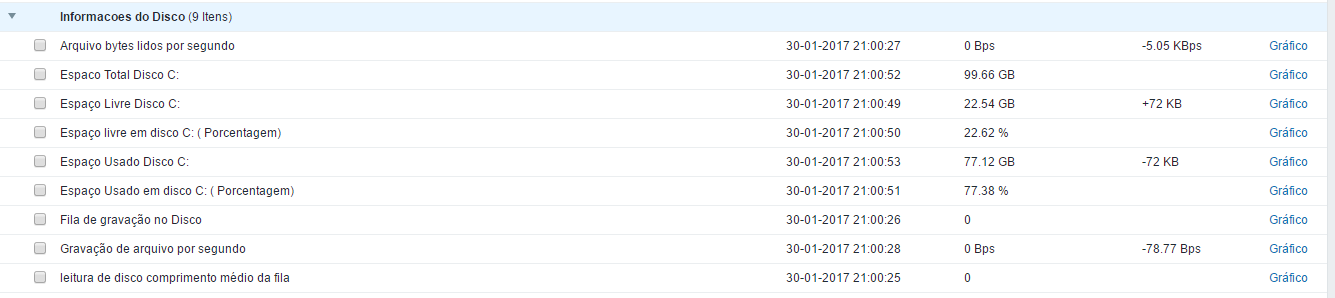 Informacoes do Disco (9 Itens)
Arquivo bytes lidos por segundo 30-01-2017 21:00:27 0 Bps -5.05 KBps Gráfico
Espaco Total Disco C: 30-01-2017 21:00:52 99.66 GB Gráfico
Espaço Livre Disco C: 30-01-2017 21:00:49 22.54 GB +72 KB Gráfico
Espaço livre em disco C: ( Porcentagem) 30-01-2017 21:00:50 22.62 % Gráfico
Espaço Usado Disco C: 30-01-2017 21:00:53 77.12 GB -72 KB Gráfico
Espaço Usado em disco C: ( Porcentagem) 30-01-2017 21:00:51 77.38 % Gráfico
Fila de gravação no Disco 30-01-2017 21:00:26 0 Gráfico
Gravação de arquivo por segundo 30-01-2017 21:00:28 0 Bps -78.77 Bps Gráfico
leitura de disco comprimento médio da fila 30-01-2017 21:00:25 0 Gráfico